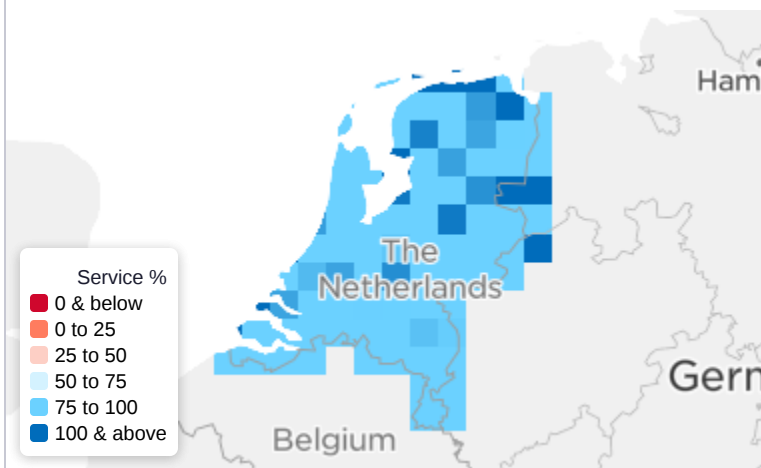 Ham
The
Netherlands
Service %
0 & below
0 to 25
25 to 50
50 to 75
75 to 100
100 & above
Gern
Belgium